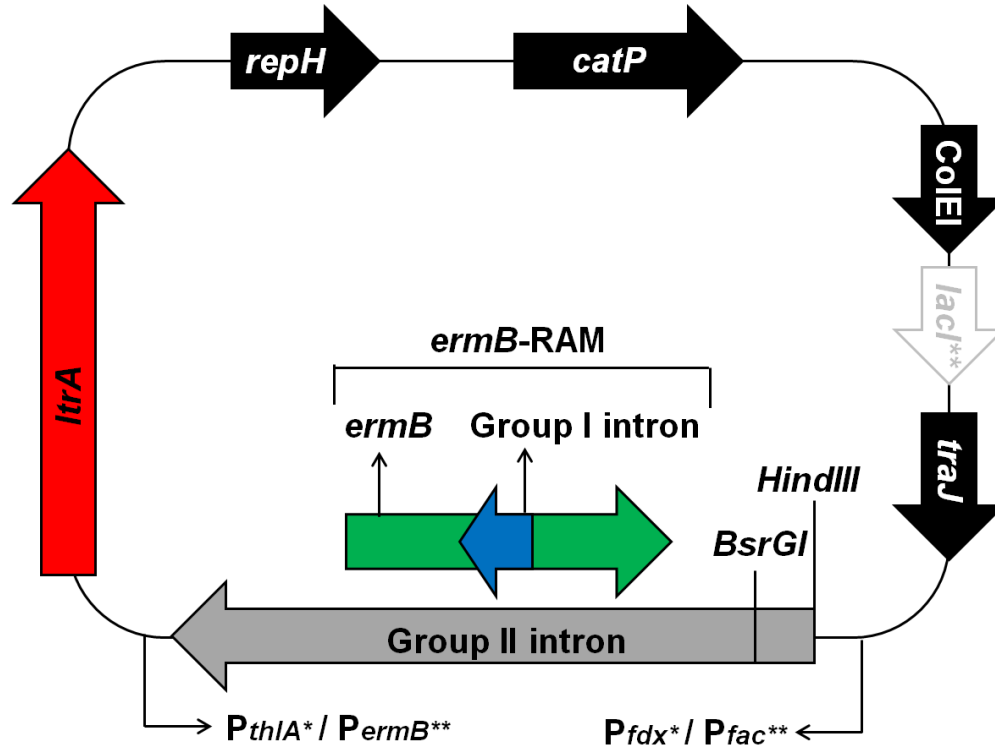 repH
catP
ColEI
lacI**
traJ
ltrA
ermB-RAM
ermB
Group I intron
HindIII
BsrGI
Group II intron
PthlA* / PermB**
Pfdx* / Pfac**